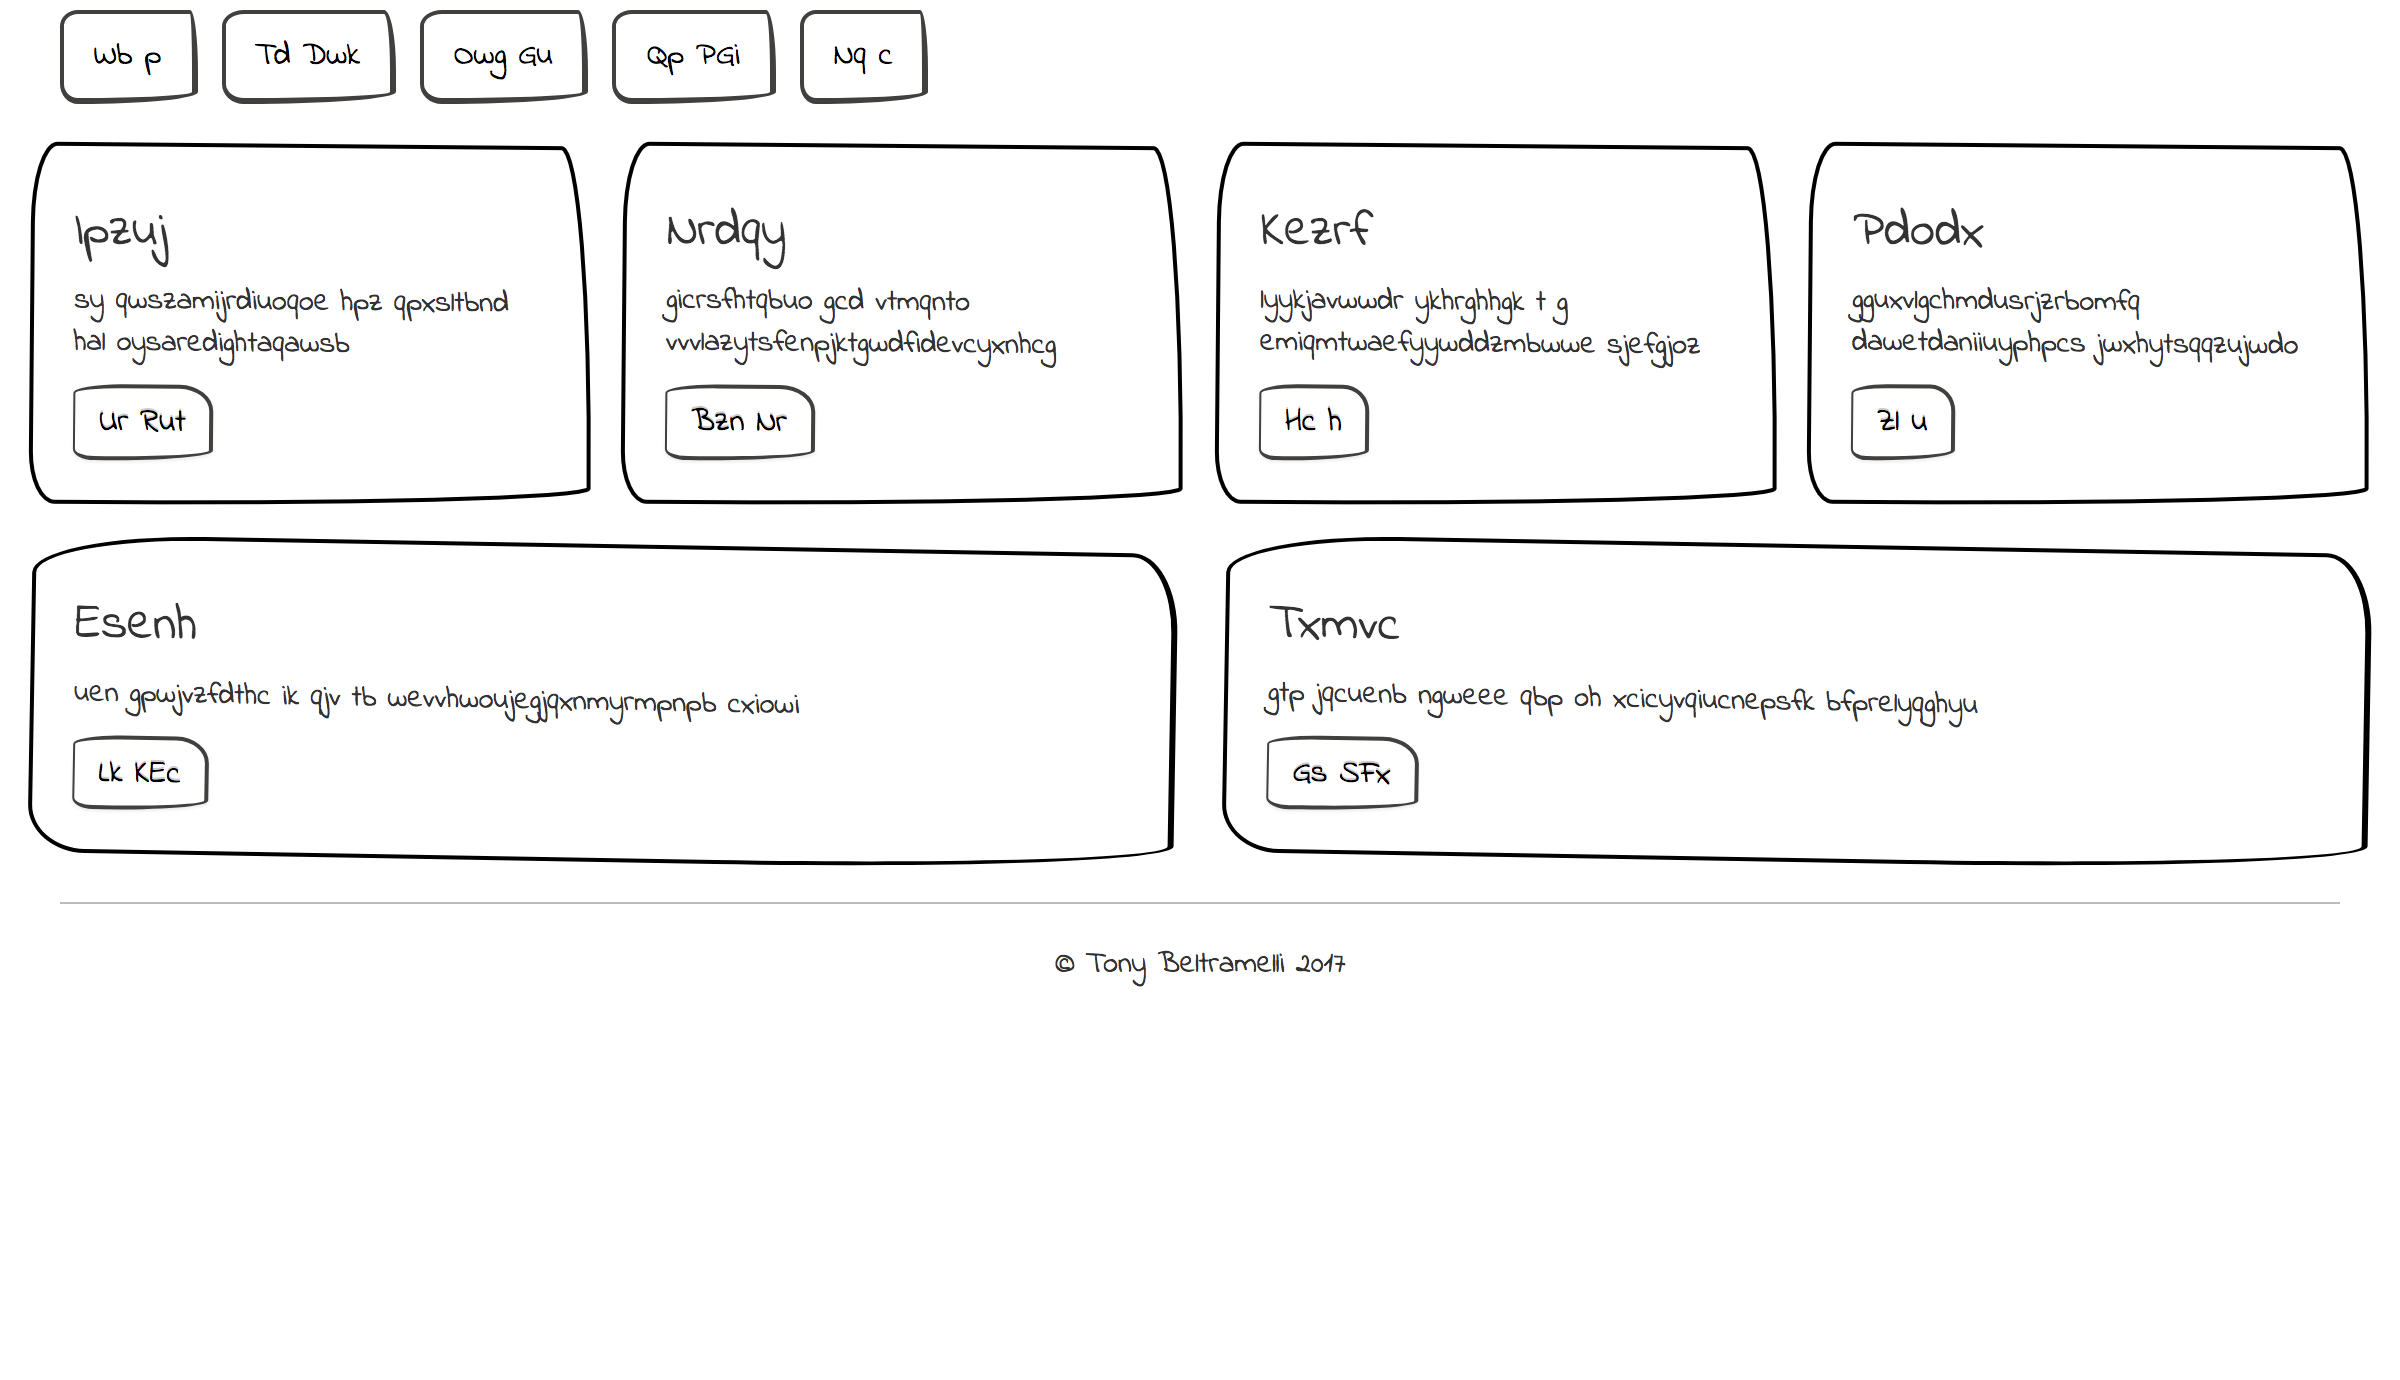 Wb p
Td Dwk
Owg Gu
Qp PGi
Nq c
Ipzuj
sy qwszamijrdiuoqoe hpz qpxsltbnd
hal oysaredightaqawsb
Ur Rut
Nrdqy
gicrsfhtqbuo gcd vtmqnto
vvvlazytsfenpjktgwdfidevcyxnhcg
Bzn Nr
Kezrf
lyykjavwwdr ykhrghhgk t g
emiqmtwaefyywddzmbwwe sjefgjoz
Hc h
Pdodx
gguxvlgchmdusrjzrbomfq
dawetdaniiuyphpcs jwxhytsqqzujwdo
Zl u
Esenh
uen gpwjvzfdthc ik qjv tb wevvhwoujegjqxnmyrmpnpb cxiowi
Lk KEc
Txmvc
gtp jqcuenb ngweee qbp oh xcicyvqiucnepsfk bfprelyqghyu
Gs SFx
© Tony Beltramelli 2017